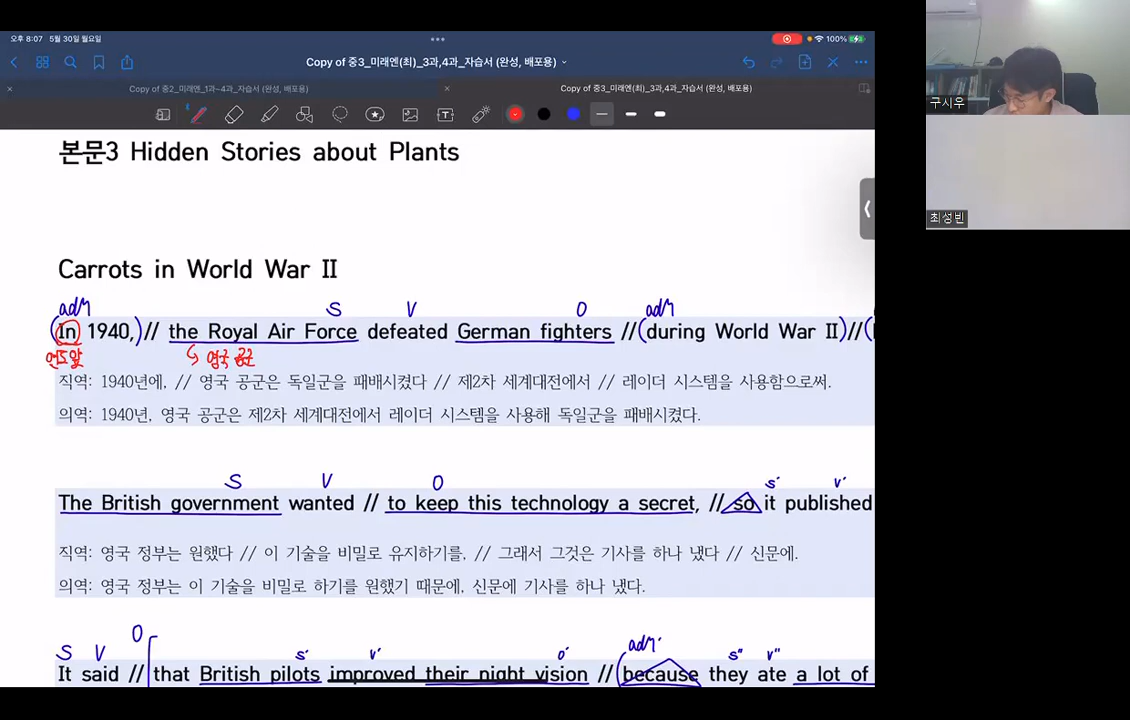 오후 8:07 5월 30일 월요일
100%
Copy of 중3_미래엔(최)_3과,4과_자습서 (완성, 배포용)
Copy of 중2_미래엔_1과~4과_자습서 (완성, 배포용)
Copy of 중3_미래엔(최)_3과,4과_자습서 (완성, 배포용)
구시우
최성빈
본문3 Hidden Stories about Plants
Carrots in World War II
S V O
(in 1940,)// the Royal Air Force defeated German fighters //(during World War II)//(
연도앞 영국 공군
직역: 1940년에, // 영국 공군은 독일군을 패배시켰다 // 제2차 세계대전에서 // 레이더 시스템을 사용함으로써.
의역: 1940년, 영국 공군은 제2차 세계대전에서 레이더 시스템을 사용해 독일군을 패배시켰다.
S V O s' v'
The British government wanted // to keep this technology a secret, // so it published
직역: 영국 정부는 원했다 // 이 기술을 비밀로 유지하기를, // 그래서 그것은 기사를 하나 냈다 // 신문에.
의역: 영국 정부는 이 기술을 비밀로 하기를 원했기 때문에, 신문에 기사를 하나 냈다.
S V O s' v' o' s" v"
It said // that British pilots improved their night vision //(because they ate a lot of